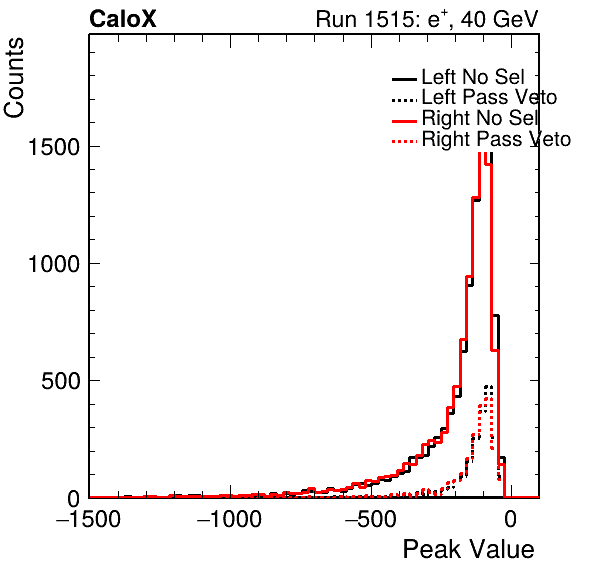 CaloX Run 1515: e⁺, 40 GeV
Counts
Left No Sel
Left Pass Veto
Right No Sel
Right Pass Veto
1500
1000
500
0
−1500 −1000 −500 0
Peak Value